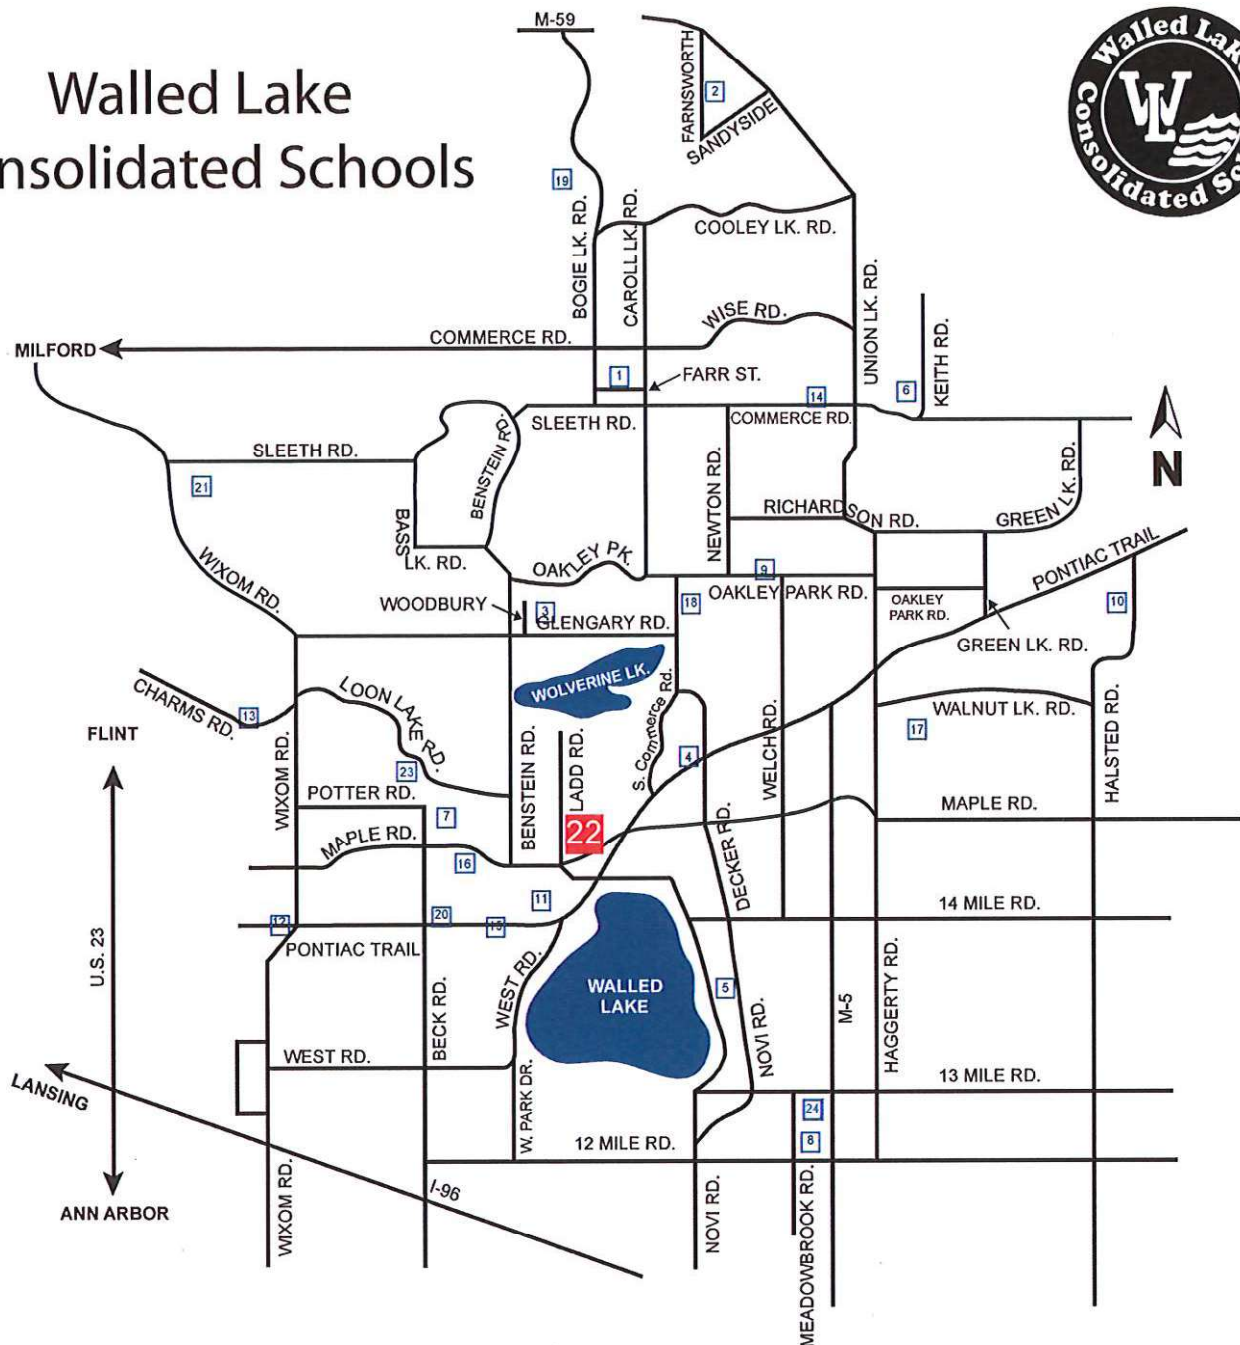 Walled Lake
nsolidated Schools
Walled Lake
Consolidated Sc
WL
M-59
FARNSWORTH
2
SANDYSIDE
19
BOGIE LK. RD.
CAROLL LK. RD.
COOLEY LK. RD.
UNION LK. RD.
WISE RD.
COMMERCE RD.
MILFORD
KEITH RD.
1
FARR ST.
14
6
SLEETH RD.
COMMERCE RD.
N
SLEETH RD.
BENSTEIN RD.
NEWTON RD.
GREEN LK. RD.
21
BASS
LK. RD.
RICHARDSON RD.
GREEN LK. RD.
WIXOM RD.
OAKLEY PK.
9
PONTIAC TRAIL
WOODBURY
3
GLENGARY RD.
18
OAKLEY PARK RD.
OAKLEY
PARK RD.
10
GREEN LK. RD.
WOLVERINE LK.
CHARMS RD.
13
LOON LAKE RD.
S. Commerce Rd.
WELCH RD.
WALNUT LK. RD.
17
HALSTED RD.
FLINT
WIXOM RD.
23
BENSTEIN RD.
LADD RD.
4
POTTER RD.
7
MAPLE RD.
22
MAPLE RD.
16
DECKER RD.
11
14 MILE RD.
12
20
15
PONTIAC TRAIL
U.S. 23
BECK RD.
WEST RD.
WALLED
LAKE
5
NOVI RD.
M-5
HAGGERTY RD.
WEST RD.
W. PARK DR.
13 MILE RD.
LANSING
24
12 MILE RD.
8
I-96
ANN ARBOR
WIXOM RD.
NOVI RD.
MEADOWBROOK RD.